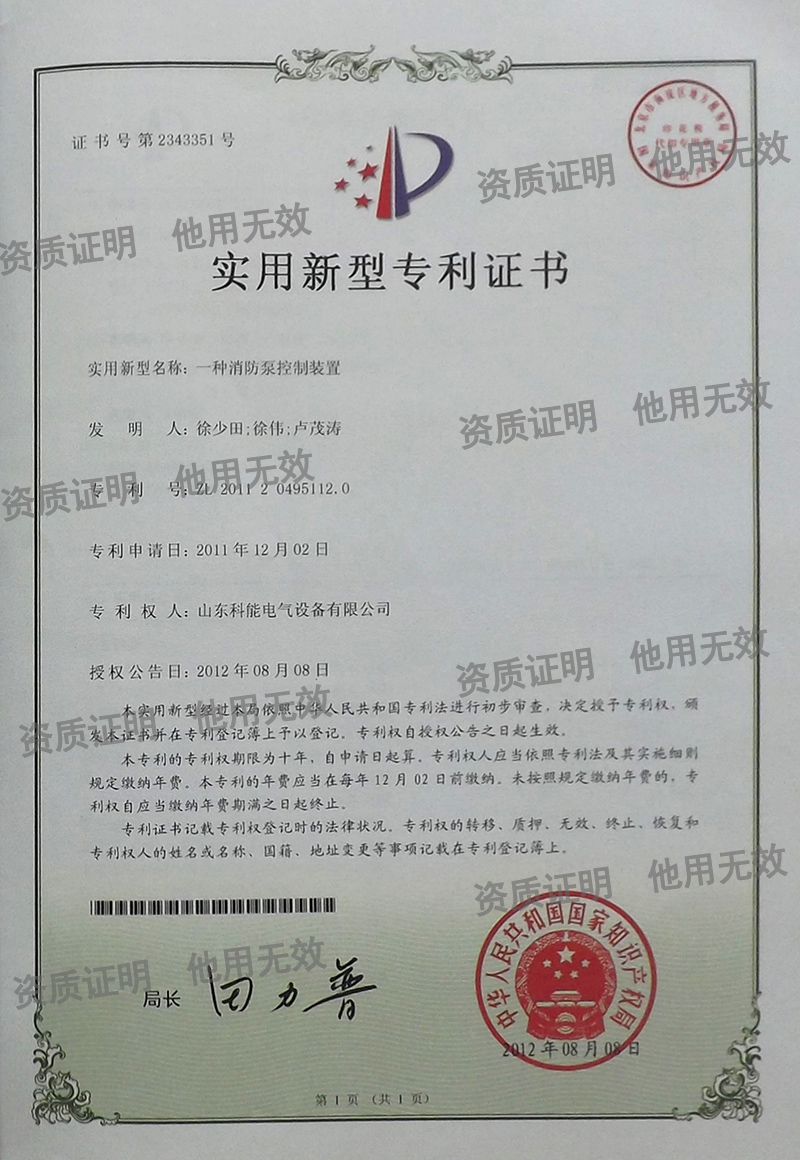 证书号第2343351号
印花税
代扣专用章
资质证明 他用无效
资质证明 他用无效
实用新型专利证书
实用新型名称：一种消防泵控制装置
资质证明 他用无效
发明人：徐少田;徐伟;卢茂涛
资质证明 他用无效
专利号：ZL 2011 2 0495112.0
专利申请日：2011年12月02日
专利权人：山东科能电气设备有限公司
资质证明 他用无效
授权公告日：2012年08月08日
资质证明 他用无效
本实用新型经过本局依照中华人民共和国专利法进行初步审查，决定授予专利权，颁
发本证书并在专利登记薄上予以登记。专利权自授权公告之日起生效。
本专利的专利权期限为十年，自申请日起算。专利权人应当依照专利法及其实施细则
规定缴纳年费。本专利的年费应当在每年12月02日前缴纳。未按照规定缴纳年费的，专
利权自应当缴纳年费期满之日起终止。
专利证书记载专利权登记时的法律状况。专利权的转移、质押、无效、终止、恢复和
专利权人的姓名或名称、国籍、地址变更等事项记载在专利登记薄上。
资质证明 他用无效
中华人民共和国国家知识产权局
资质证明 他用无效
局长 田力普
2012年08月08日
第1页（共1页）